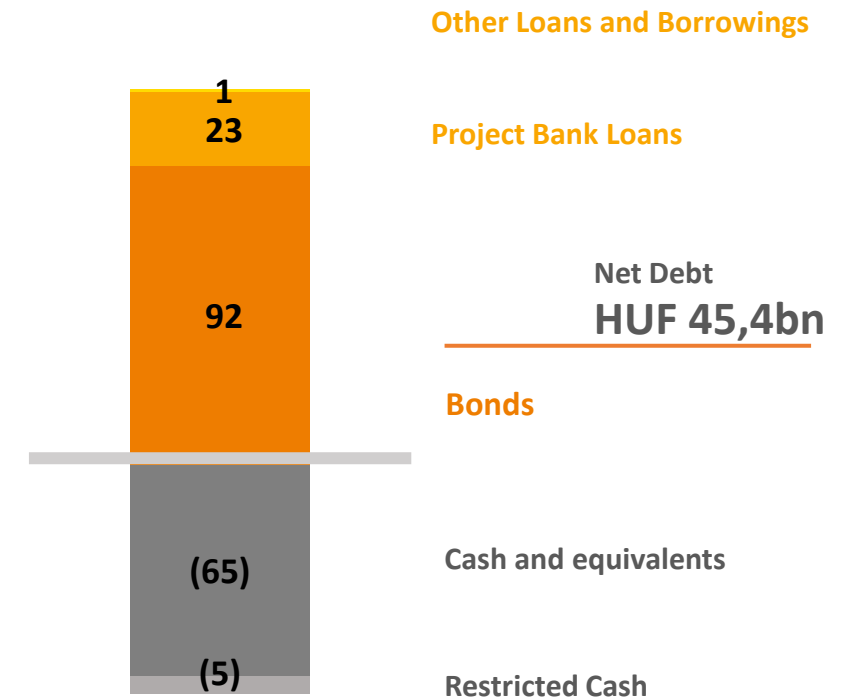 Other Loans and Borrowings
1
23
Project Bank Loans
Net Debt
HUF 45,4bn
92
Bonds
(65)
Cash and equivalents
(5)
Restricted Cash